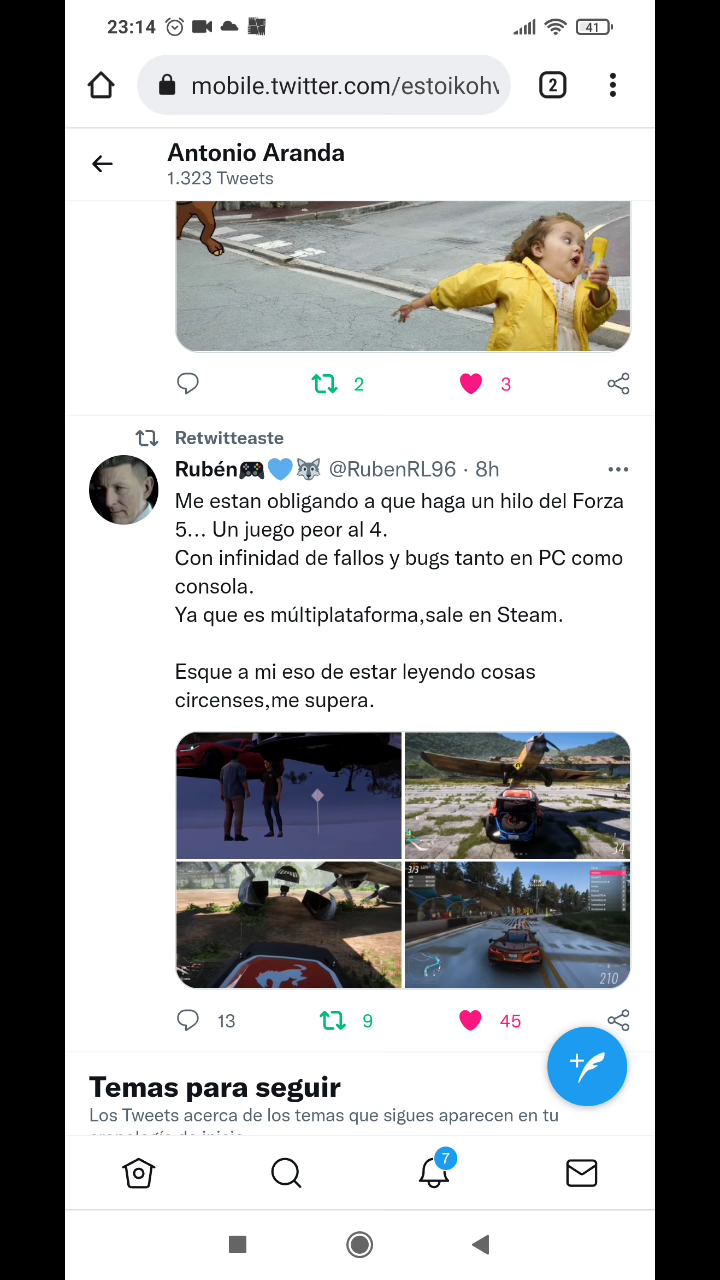 23:14
41
mobile.twitter.com/estoikohv
2
Antonio Aranda
1.323 Tweets
2
3
Retwitteaste
Rubén🎮💙🐺 @RubenRL96 · 8h
Me estan obligando a que haga un hilo del Forza
5... Un juego peor al 4.
Con infinidad de fallos y bugs tanto en PC como
consola.
Ya que es múltiplataforma,sale en Steam.
Esque a mi eso de estar leyendo cosas
circenses,me supera.
3/3
210
13
9
45
Temas para seguir
Los Tweets acerca de los temas que sigues aparecen en tu
7